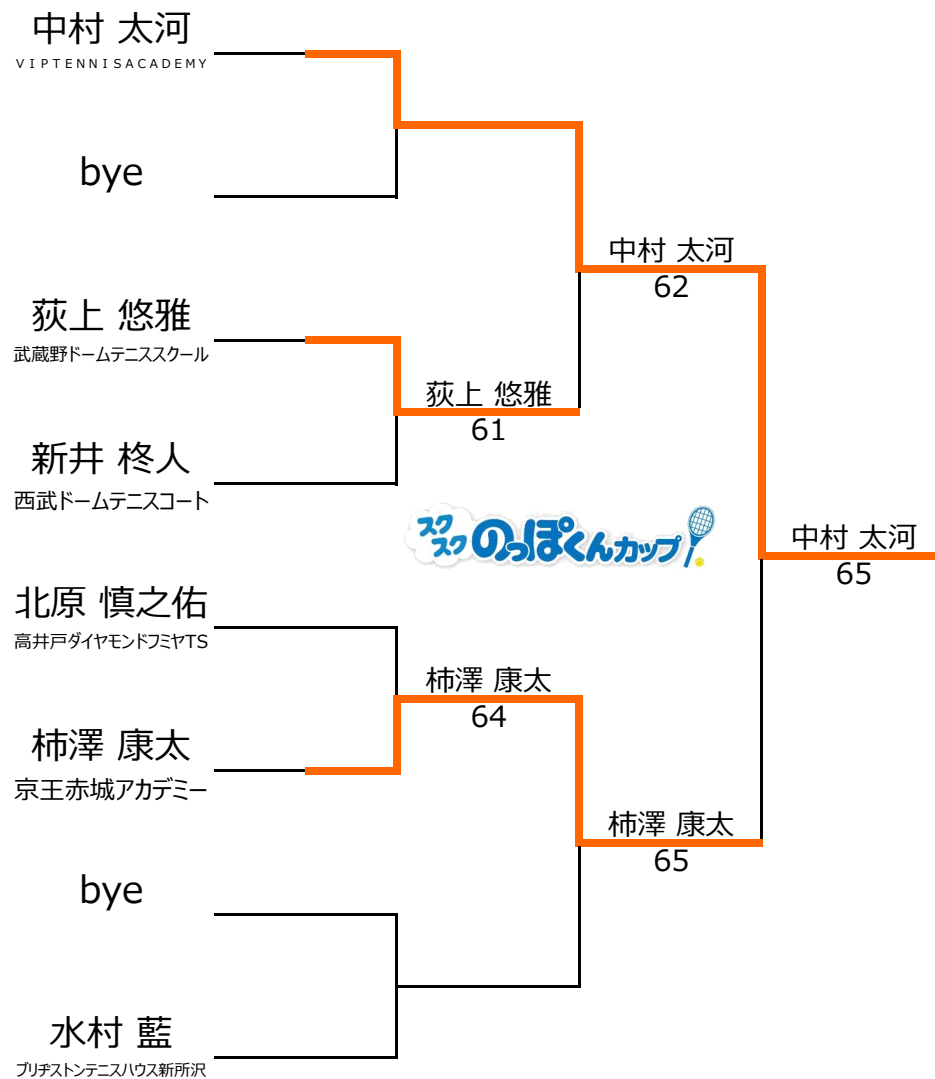 中村 太河
VIPTENNISACADEMY
bye
中村 太河
62
荻上 悠雅
武蔵野ドームテニススクール
荻上 悠雅
61
新井 柊人
西武ドームテニスコート
スク
スク のっぽくんカップ
中村 太河
65
北原 慎之佑
高井戸ダイヤモンドフミヤTS
柿澤 康太
64
柿澤 康太
京王赤城アカデミー
柿澤 康太
65
bye
水村 藍
ブリヂストンテニスハウス新所沢